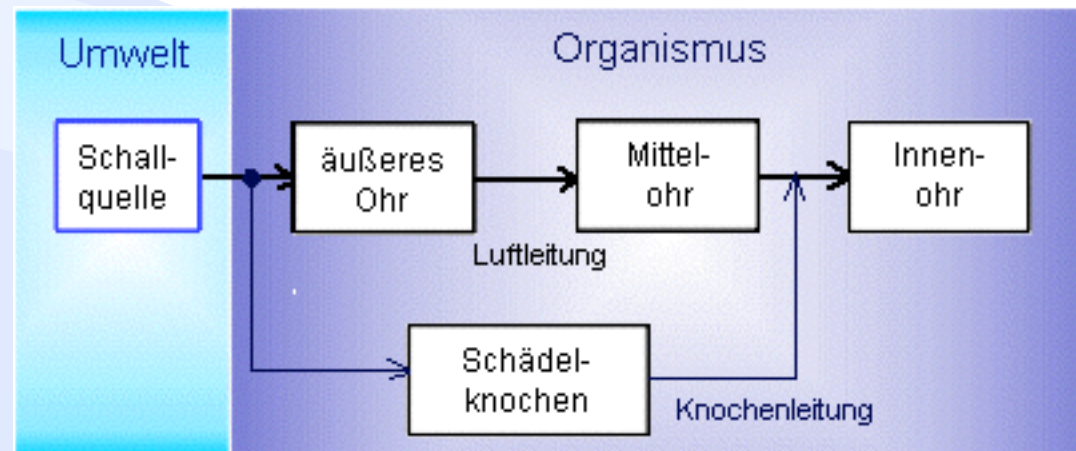 Umwelt
Organismus
Schall-
quelle
äußeres
Ohr
Mittel-
ohr
Innen-
ohr
Luftleitung
Schädel-
knochen
Knochenleitung